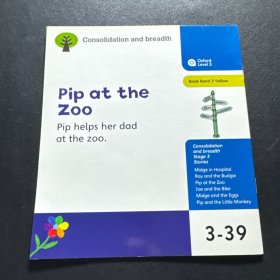 Consolidation and breadth
Oxford
Level 3
Book Band 3 Yellow
Pip at the
Zoo
Pip helps her dad
at the zoo.
Consolidation
and breadth
Stage 3
Stories
Midge in Hospital
Roy and the Budgie
Pip at the Zoo
Joe and the Bike
Midge and the Eggs
Pip and the Little Monkey
3-39